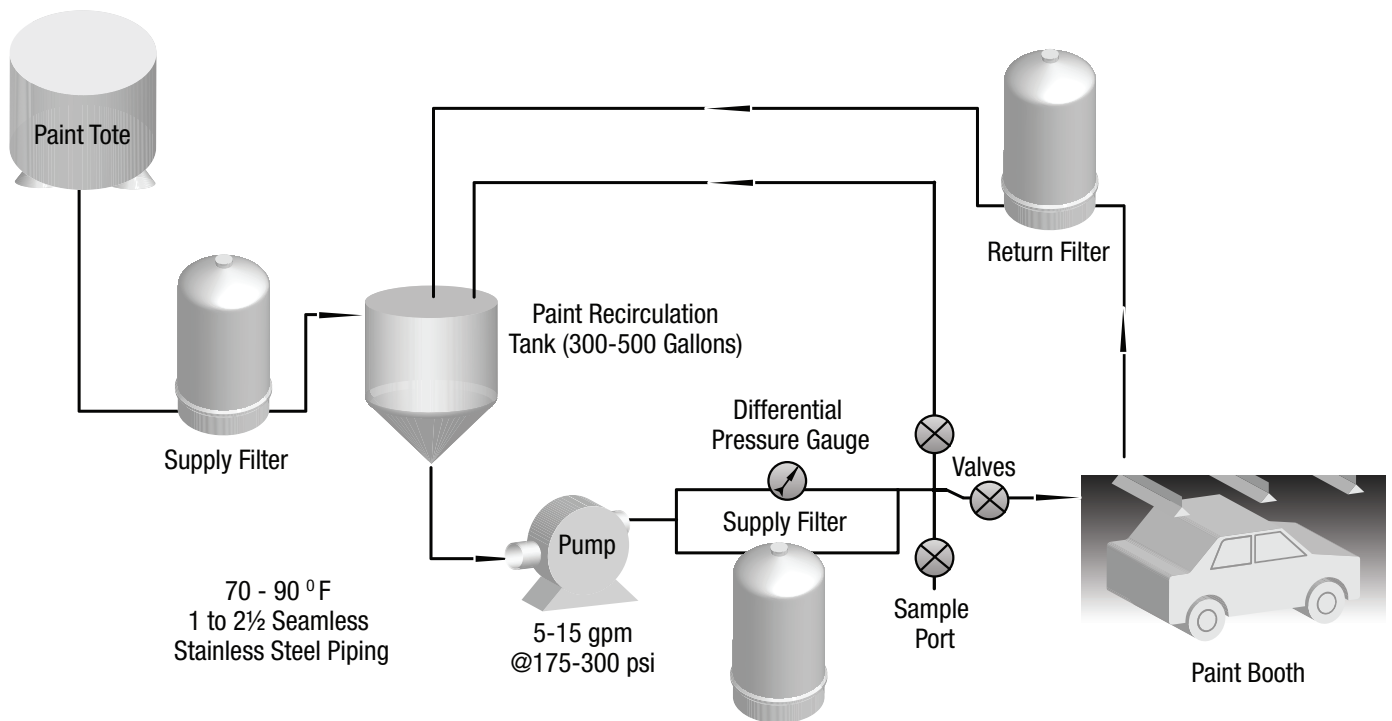 Paint Tote
Return Filter
Paint Recirculation
Tank (300-500 Gallons)
Supply Filter
Differential
Pressure Gauge
Valves
Supply Filter
Pump
70 - 90 ⁰ F
1 to 2½ Seamless
Stainless Steel Piping
5-15 gpm
@175-300 psi
Sample
Port
Paint Booth